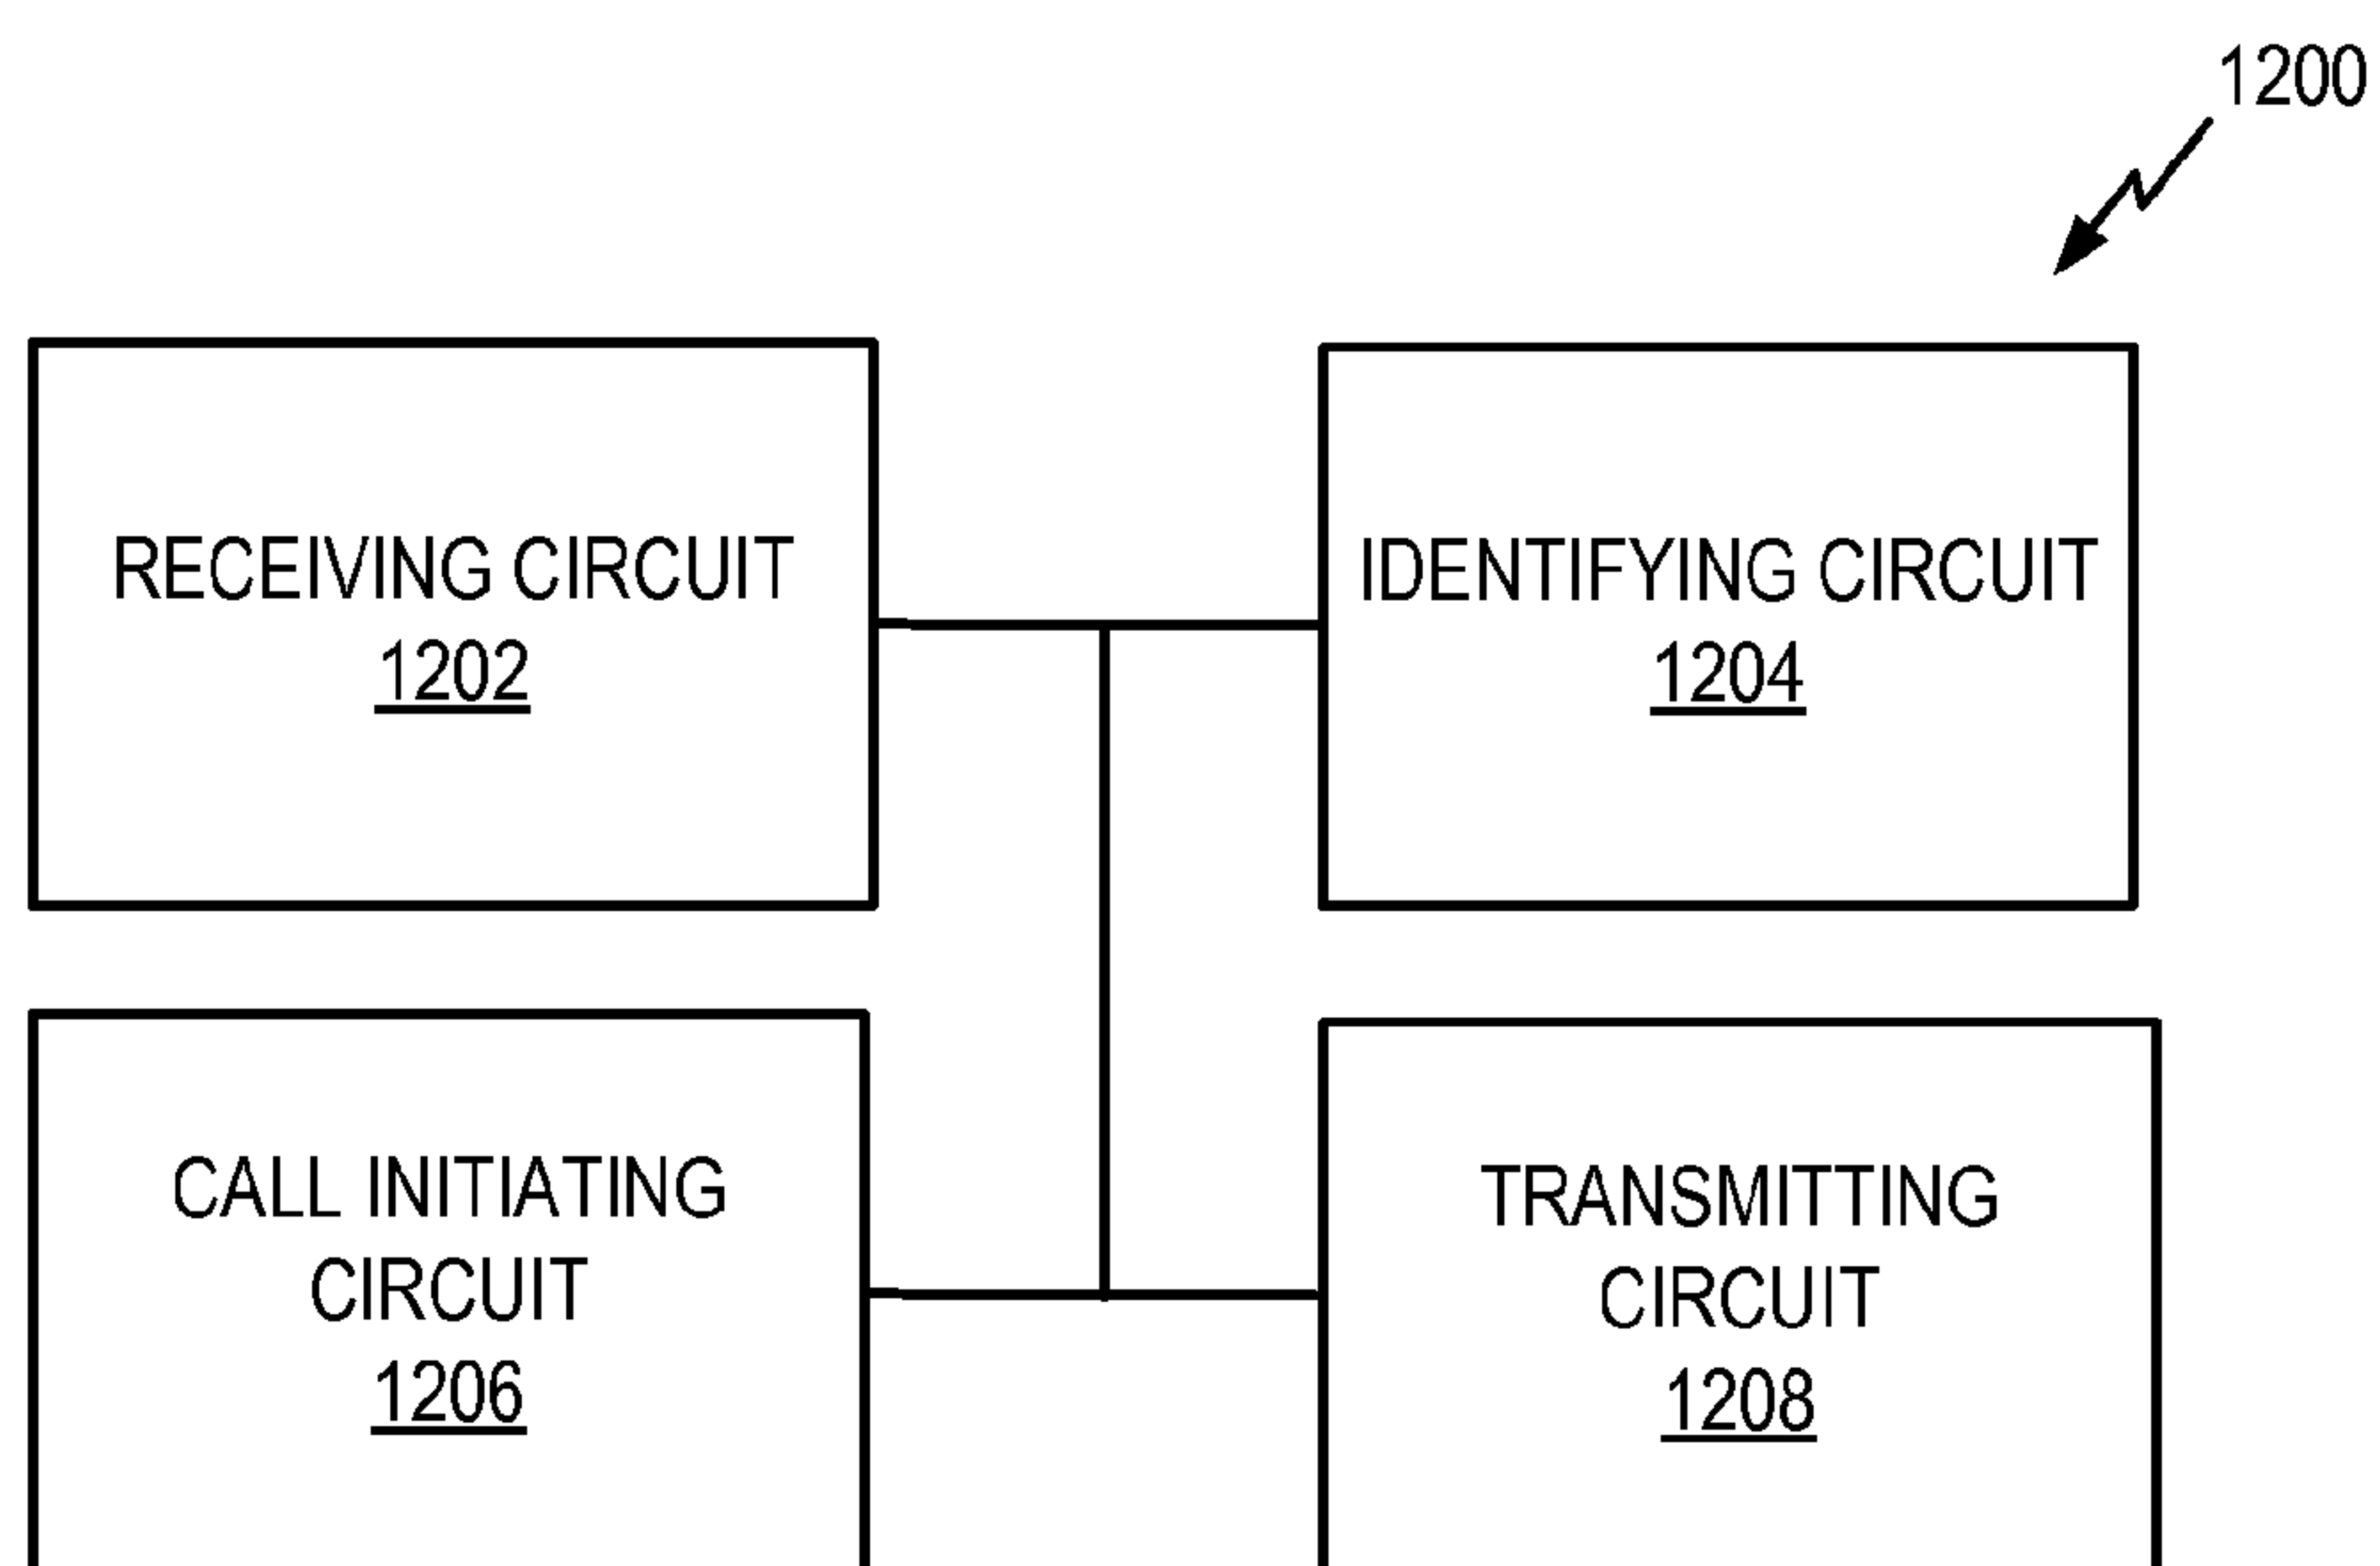 1200
RECEIVING CIRCUIT
1202
IDENTIFYING CIRCUIT
1204
CALL INITIATING
CIRCUIT
1206
TRANSMITTING
CIRCUIT
1208